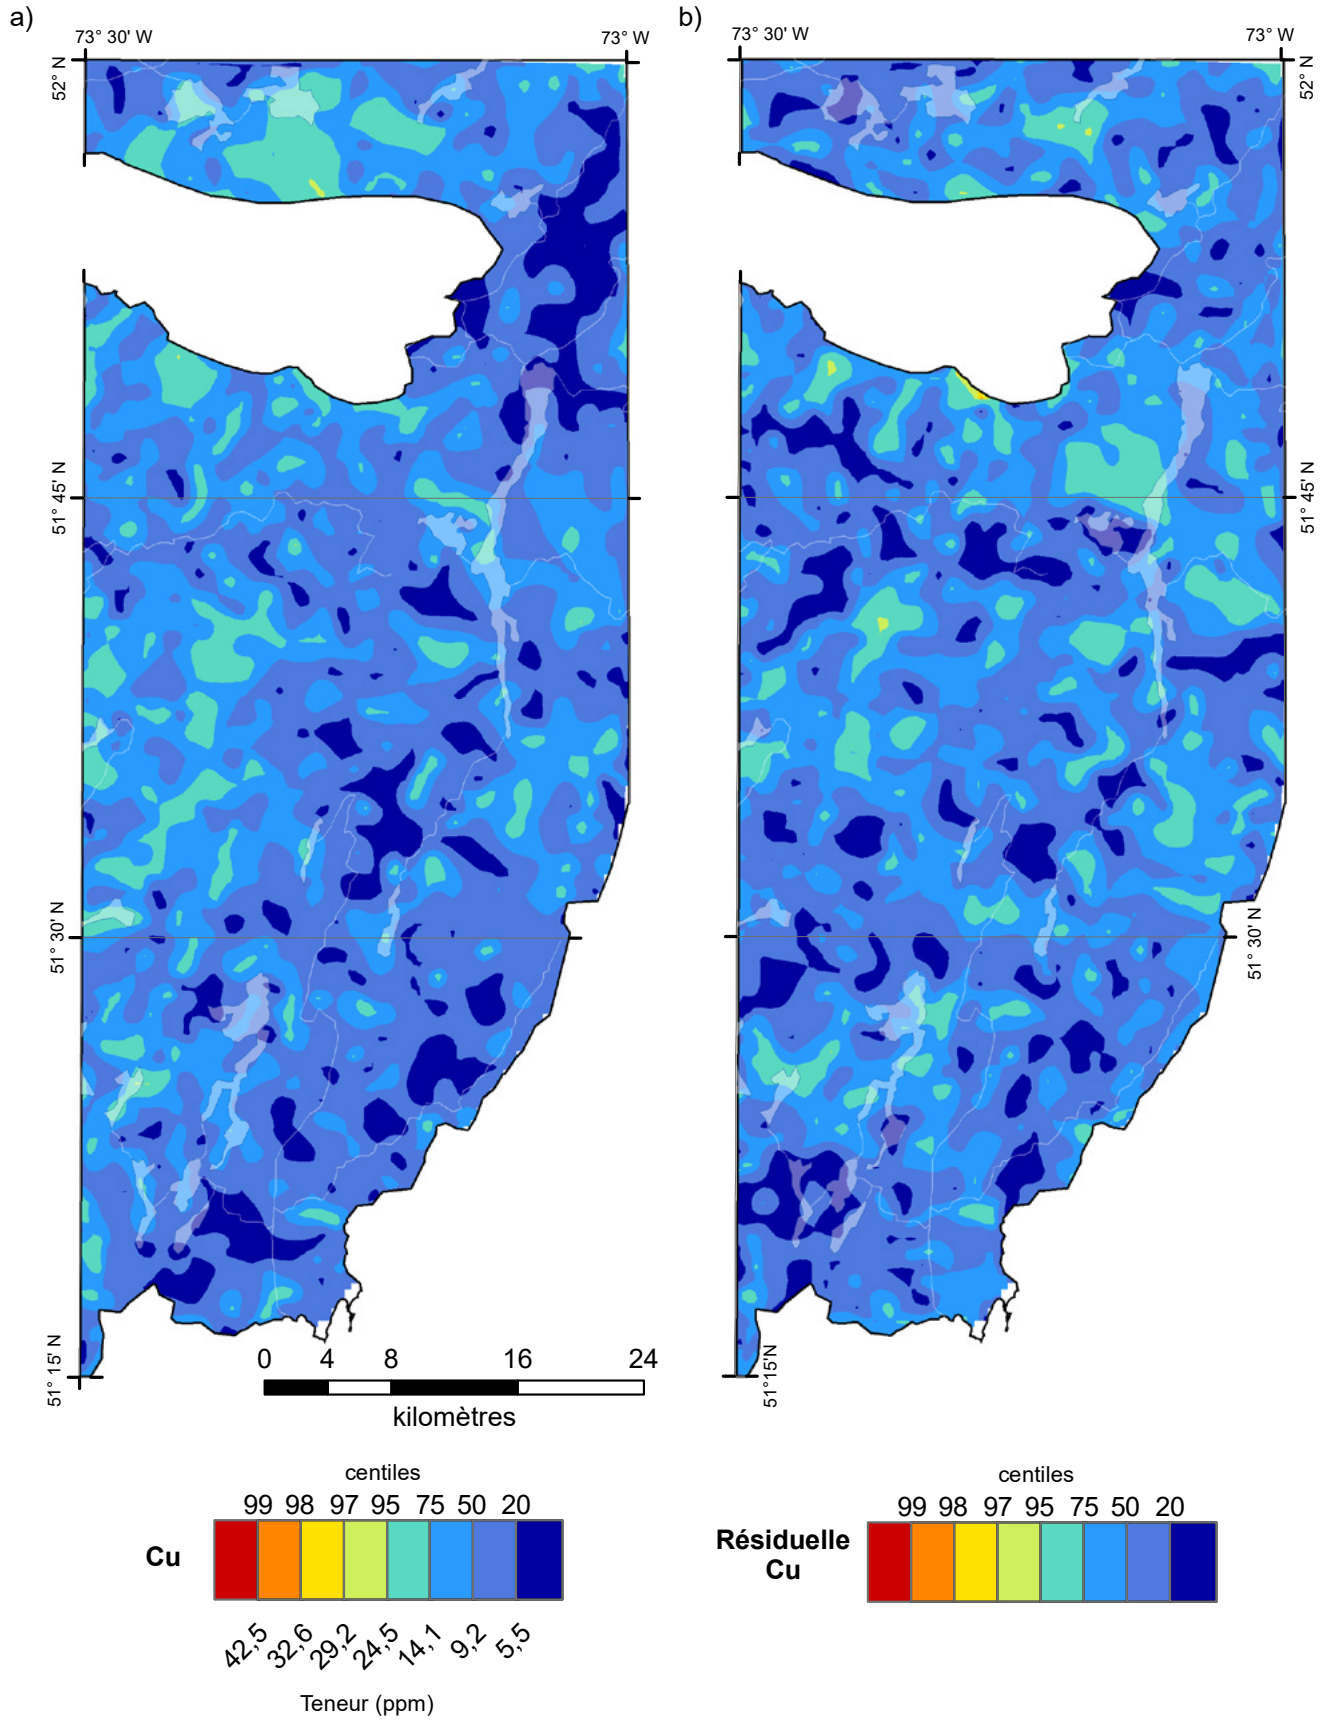 a)
b)
73° 30' W
73° W
73° 30' W
73° W
52° N
52° N
51° 45' N
51° 45' N
51° 30' N
51° 30' N
51° 15' N
51° 15'N
0 4 8 16 24
kilomètres
centiles
99 98 97 95 75 50 20
Cu
42,5 32,6 29,2 24,5 14,1 9,2 5,5
Teneur (ppm)
centiles
99 98 97 95 75 50 20
Résiduelle
Cu